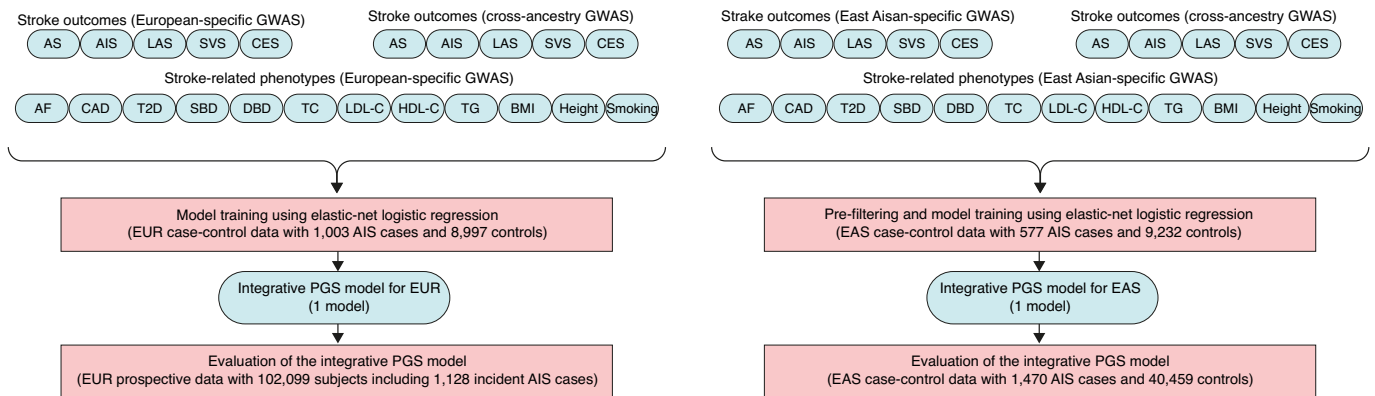 Stroke outcomes (European-specific GWAS)
AS AIS LAS SVS CES
Stroke outcomes (cross-ancestry GWAS)
AS AIS LAS SVS CES
Stroke-related phenotypes (European-specific GWAS)
AF CAD T2D SBD DBD TC LDL-C HDL-C TG BMI Height Smoking
Model training using elastic-net logistic regression
(EUR case-control data with 1,003 AIS cases and 8,997 controls)
Integrative PGS model for EUR
(1 model)
Evaluation of the integrative PGS model
(EUR prospective data with 102,099 subjects including 1,128 incident AIS cases)
Strake outcomes (East Aisan-specific GWAS)
AS AIS LAS SVS CES
Stroke outcomes (cross-ancestry GWAS)
AS AIS LAS SVS CES
Stroke-related phenotypes (East Asian-specific GWAS)
AF CAD T2D SBD DBD TC LDL-C HDL-C TG BMI Height Smoking
Pre-filtering and model training using elastic-net logistic regression
(EAS case-control data with 577 AIS cases and 9,232 controls)
Integrative PGS model for EAS
(1 model)
Evaluation of the integrative PGS model
(EAS case-control data with 1,470 AIS cases and 40,459 controls)